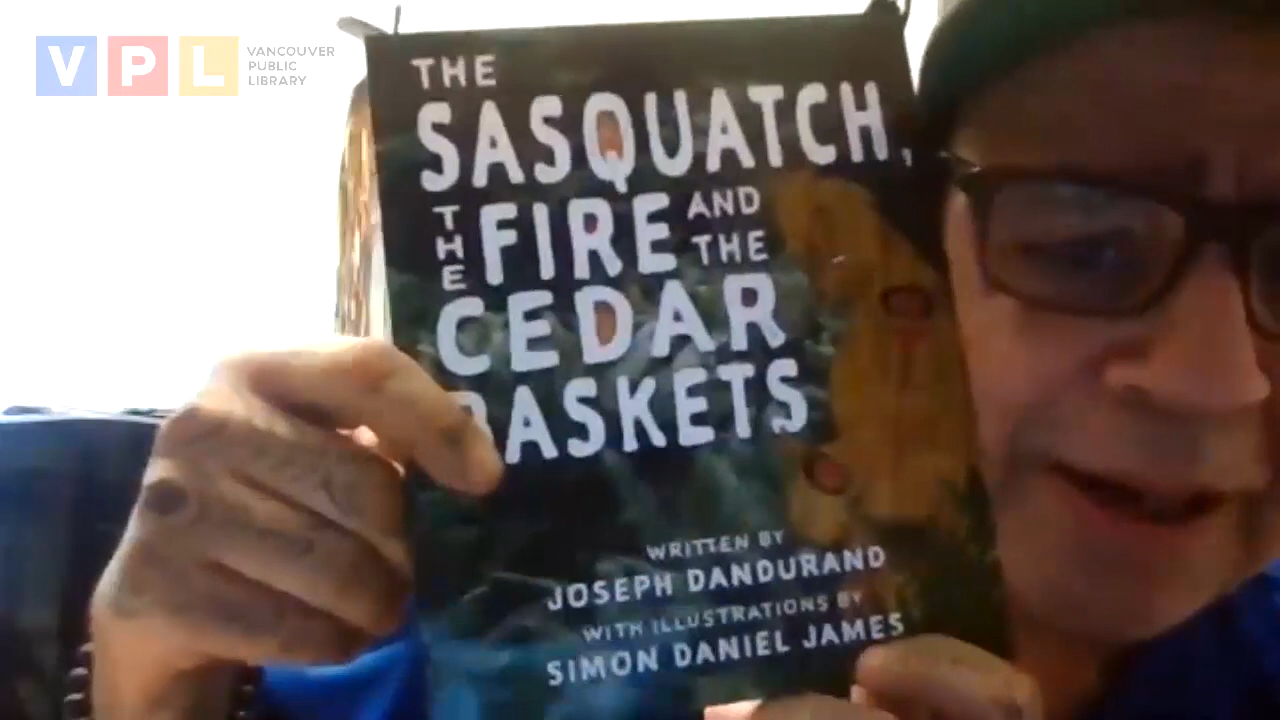 VPL
VANCOUVER
PUBLIC
LIBRARY
THE
SASQUATCH,
THE FIRE AND THE
CEDAR
BASKETS
WRITTEN BY
JOSEPH DANDURAND
WITH ILLUSTRATIONS BY
SIMON DANIEL JAMES